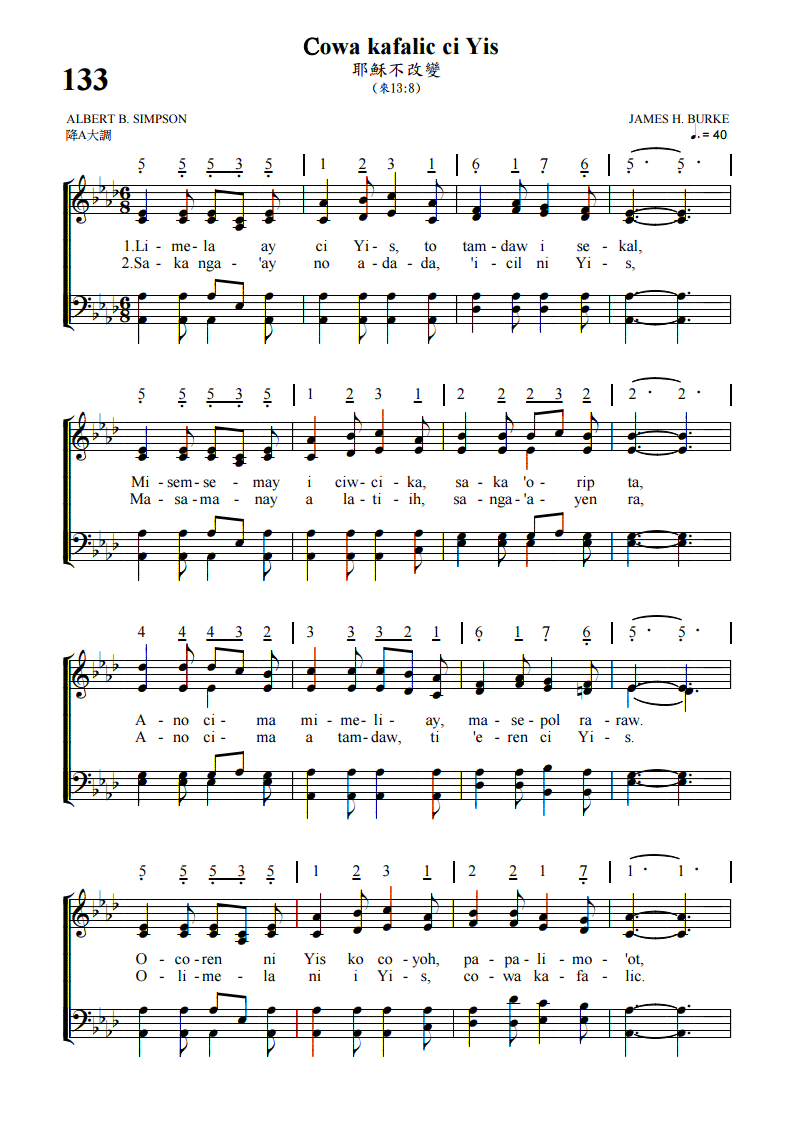 Cowa kafalic ci Yis
耶穌不改變
133
（來13:8）
ALBERT B. SIMPSON JAMES H. BURKE
降A大調 ♩. = 40
5 5 5 3 5 | 1 2 3 1 | 6 1 7 6 | 5 · 5 · |
1.Li - me - la ay ci Yi - s, to tam - daw i se - kal,
2.Sa - ka nga - 'ay no a - da - da, 'i - cil ni Yi - s,
5 5 5 3 5 | 1 2 3 1 | 2 2 2 3 2 | 2 · 2 · |
Mi - sem - se - may i ciw - ci - ka, sa - ka 'o - rip ta,
Ma - sa - ma - nay a la - ti - ih, sa - nga - 'a - yen ra,
4 4 4 3 2 | 3 3 3 2 1 | 6 1 7 6 | 5 · 5 · |
A - no ci - ma mi - me - li - ay, ma - se - pol ra - raw.
A - no ci - ma a tam - daw, ti 'e - ren ci Yi - s.
5 5 5 3 5 | 1 2 3 1 | 2 2 1 7 | 1 · 1 · |
O - co - ren ni Yis ko co - yoh, pa - pa - li - mo - 'ot,
O - li - me - la ni i Yi - s, co - wa ka - fa - lic.